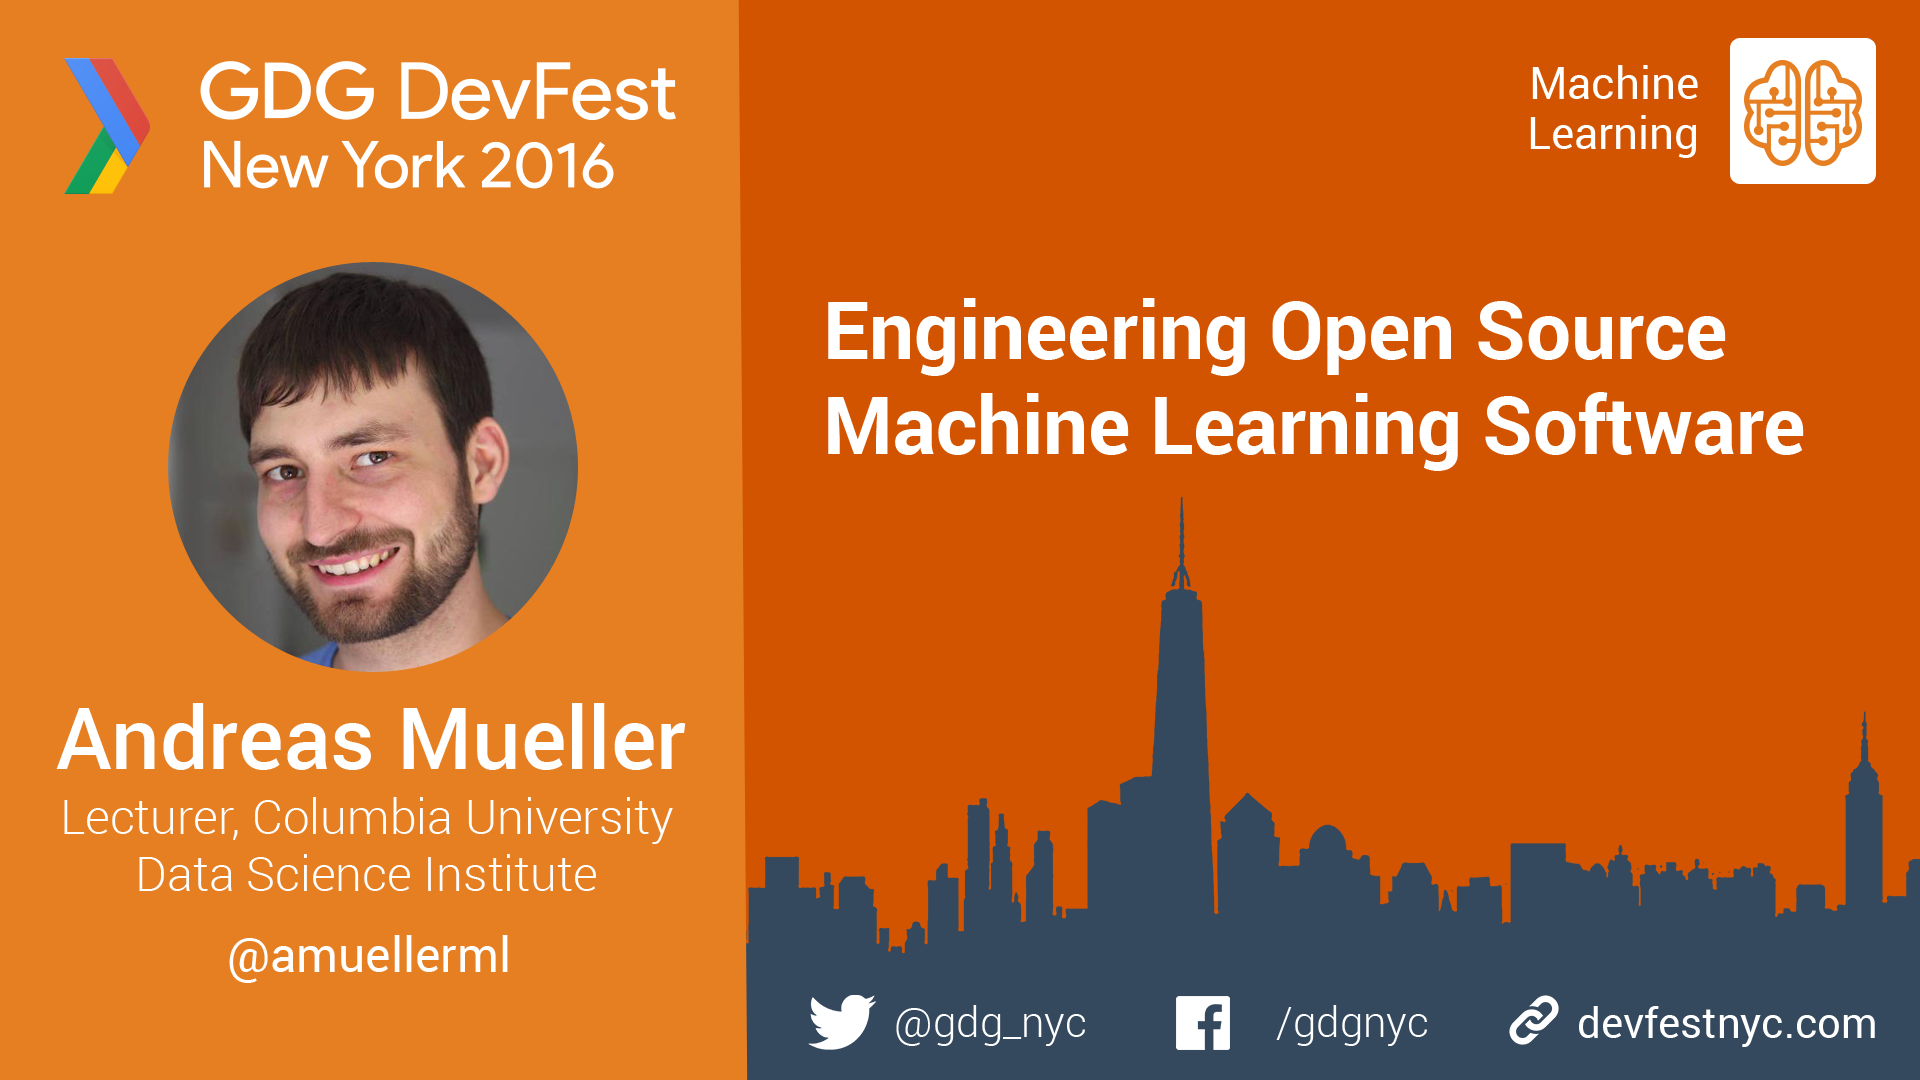 GDG DevFest
New York 2016
Andreas Mueller
Lecturer, Columbia University
Data Science Institute
@amuellerml
Machine
Learning
Engineering Open Source
Machine Learning Software
@gdg_nyc
/gdgnyc
devfestnyc.com